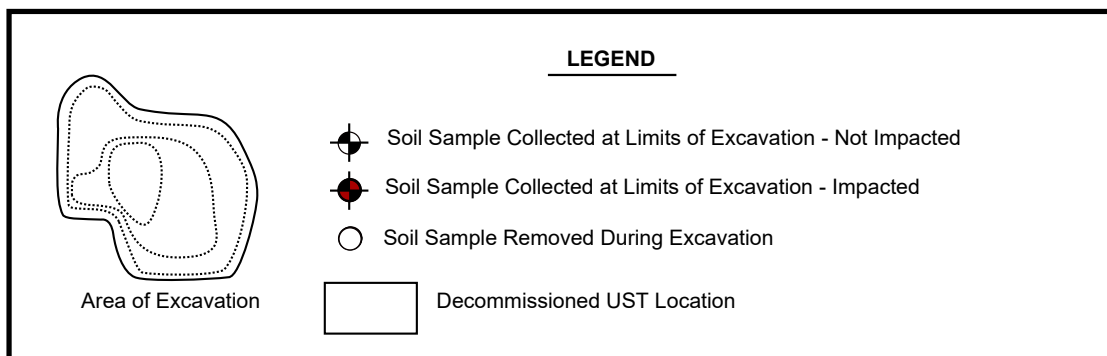 LEGEND
Soil Sample Collected at Limits of Excavation - Not Impacted
Soil Sample Collected at Limits of Excavation - Impacted
Soil Sample Removed During Excavation
Area of Excavation
Decommissioned UST Location